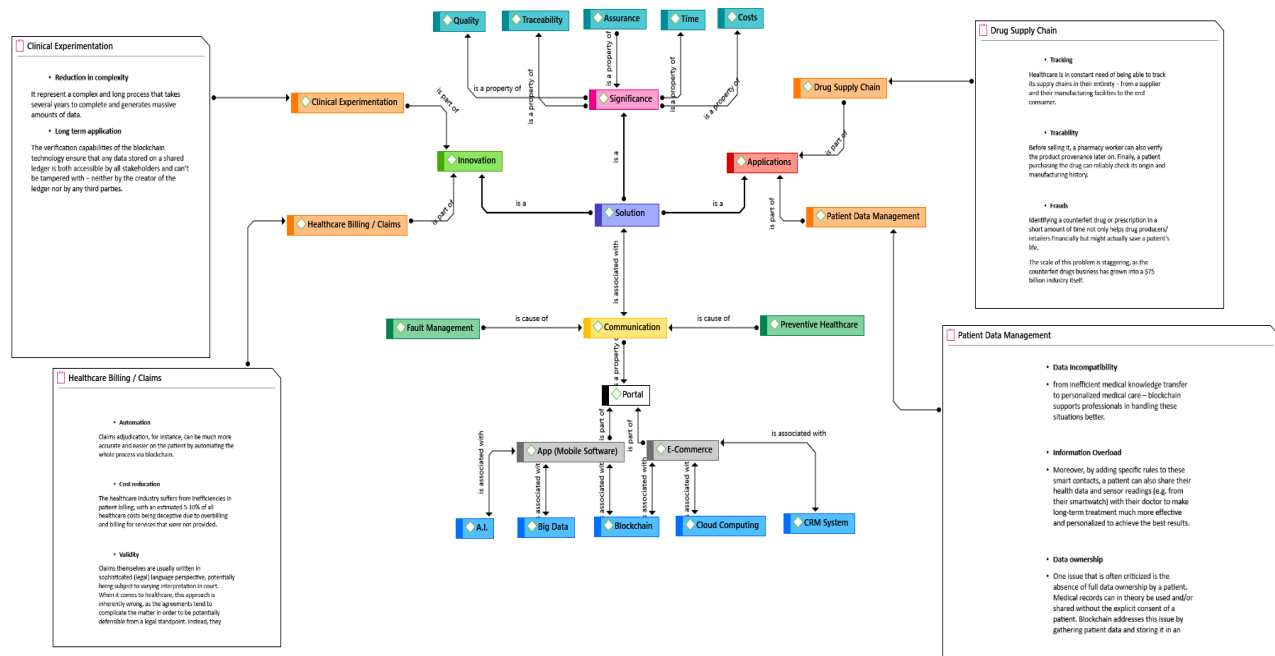 Quality
Traceability
Assurance
Time
Costs
Clinical Experimentation
• Reduction in complexity
It represent a complex and long process that takes
several years to complete and generates massive
amounts of data.
• Long term application
The verification capabilities of the blockchain
technology ensure that any data stored on a shared
ledger is both accessible by all stakeholders and can't
be tampered with – neither by the creator of the
ledger nor by any third parties.
Drug Supply Chain
• Tracking
Healthcare is in constant need of being able to track
its supply chains in their entirety – from a supplier
and their manufacturing facilities to the end
consumer.
• Tracability
Before selling it, a pharmacy worker can also verify
the product provenance later on. Finally, a patient
purchasing the drug can reliably check its origin and
manufacturing history.
• Frauds
Identifying a counterfeit drug or prescription in a
short amount of time not only helps drug producers/
retailers financially but might actually save a patient's
life.
The scale of this problem is staggering, as the
counterfeit drugs business has grown into a $75
billion industry itself.
is a property of
is a property of
is a property of
is a property of
is a property of
Clinical Experimentation
Significance
Drug Supply Chain
is part of
is part of
Innovation
is a
Applications
Healthcare Billing / Claims
is part of
is a
Solution
is a
is part of
Patient Data Management
is associated with
Fault Management
is cause of
Communication
is cause of
Preventive Healthcare
is a property of
Portal
is part of
is part of
App (Mobile Software)
E-Commerce
is associated with
is associated with
is associated with
is associated with
is associated with
is associated with
A.I.
Big Data
Blockchain
Cloud Computing
CRM System
Healthcare Billing / Claims
• Automation
Claims adjudication, for instance, can be much more
accurate and easier on the patient by automating the
whole process via blockchain.
• Cost reducation
The healthcare industry suffers from inefficiencies in
patient billing, with an estimated 5-10% of all
healthcare costs being deceptive due to overbilling
and billing for services that were not provided.
• Validity
Claims themselves are usually written in
sophisticated (legal) language perspective, potentially
being subject to varying interpretation in court.
When it comes to healthcare, this approach is
inherently wrong, as the agreements tend to
complicate the matter in order to be potentially
defensible from a legal standpoint. Instead, they
Patient Data Management
• Data Incompatibility
• from inefficient medical knowledge transfer
to personalized medical care – blockchain
supports professionals in handling these
situations better.
• Information Overload
• Moreover, by adding specific rules to these
smart contacts, a patient can also share their
health data and sensor readings (e.g. from
their smartwatch) with their doctor to make
long-term treatment much more effective
and personalized to achieve the best results.
• Data ownership
• One issue that is often criticized is the
absence of full data ownership by a patient.
Medical records can in theory be used and/or
shared without the explicit consent of a
patient. Blockchain addresses this issue by
gathering patient data and storing it in an